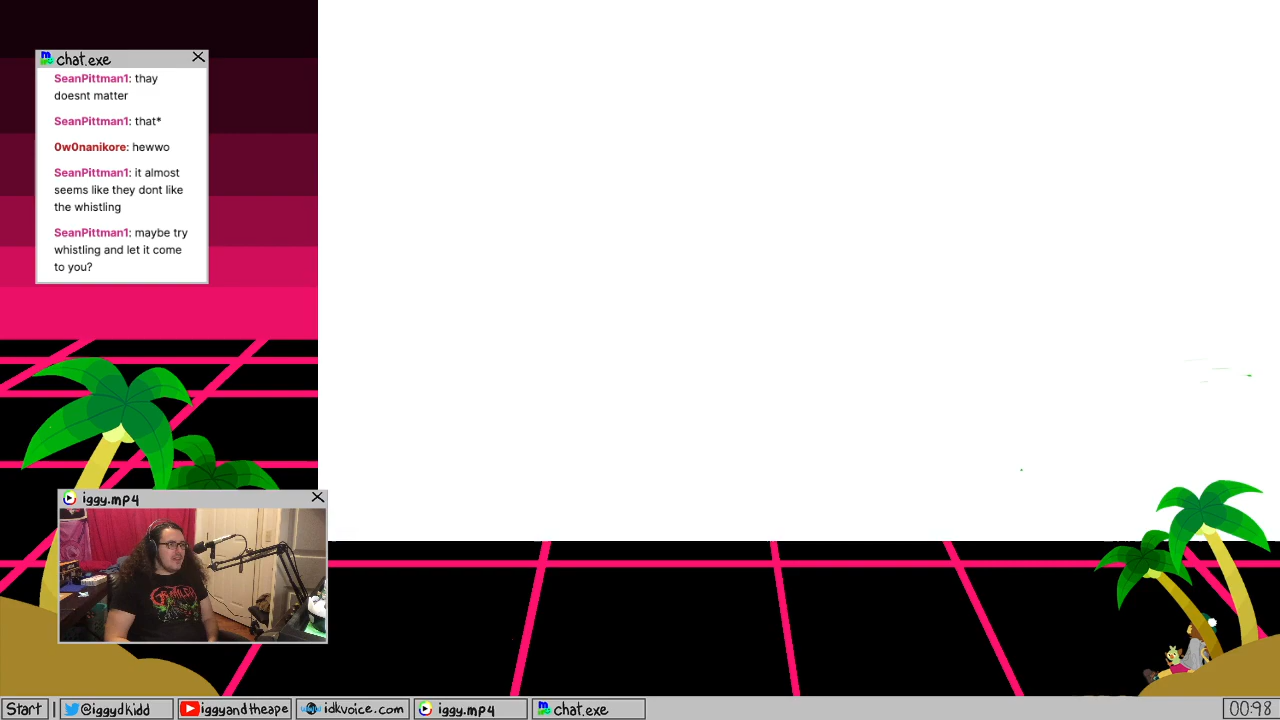 chat.exe
SeanPittman1: thay
doesnt matter
SeanPittman1: that*
0w0nanikore: hewwo
SeanPittman1: it almost
seems like they dont like
the whistling
SeanPittman1: maybe try
whistling and let it come
to you?
iggy.mp4
Start | @iggydkidd iggyandtheape idkvoice.com iggy.mp4 chat.exe 00:98